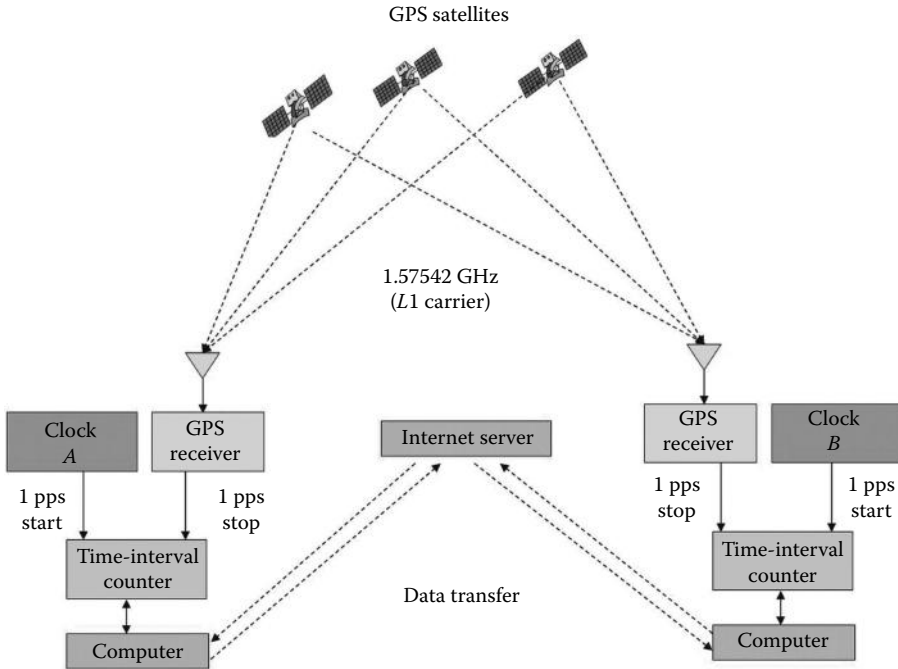 GPS satellites
1.57542 GHz
(L1 carrier)
Clock
A
GPS
receiver
Internet server
GPS
receiver
Clock
B
1 pps
start
1 pps
stop
1 pps
stop
1 pps
start
Time-interval
counter
Time-interval
counter
Data transfer
Computer
Computer